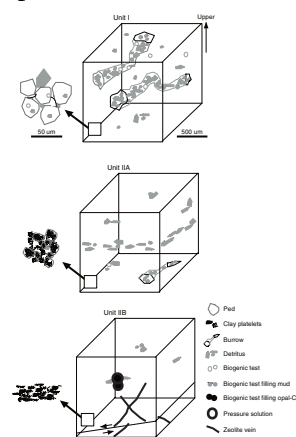 Unit I
Upper
50 um
500 um
Unit IIA
Unit IIB
Ped
Clay platelets
Burrow
Detritus
Biogenic test
Biogenic test filling mud
Biogenic test filling opal-C
Pressure solution
Zeolite vein